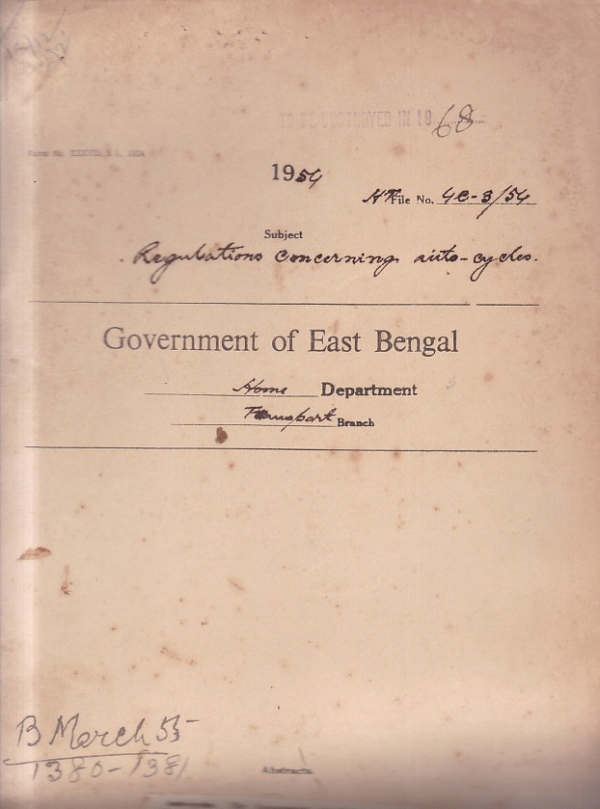 TO BE DESTROYED IN 1968
1954
HT File No. 4C-3/54
Subject
Regulations concerning auto-cycles.
Government of East Bengal
Home Department
Transport Branch
B March 55
1380-1381
Abstracts